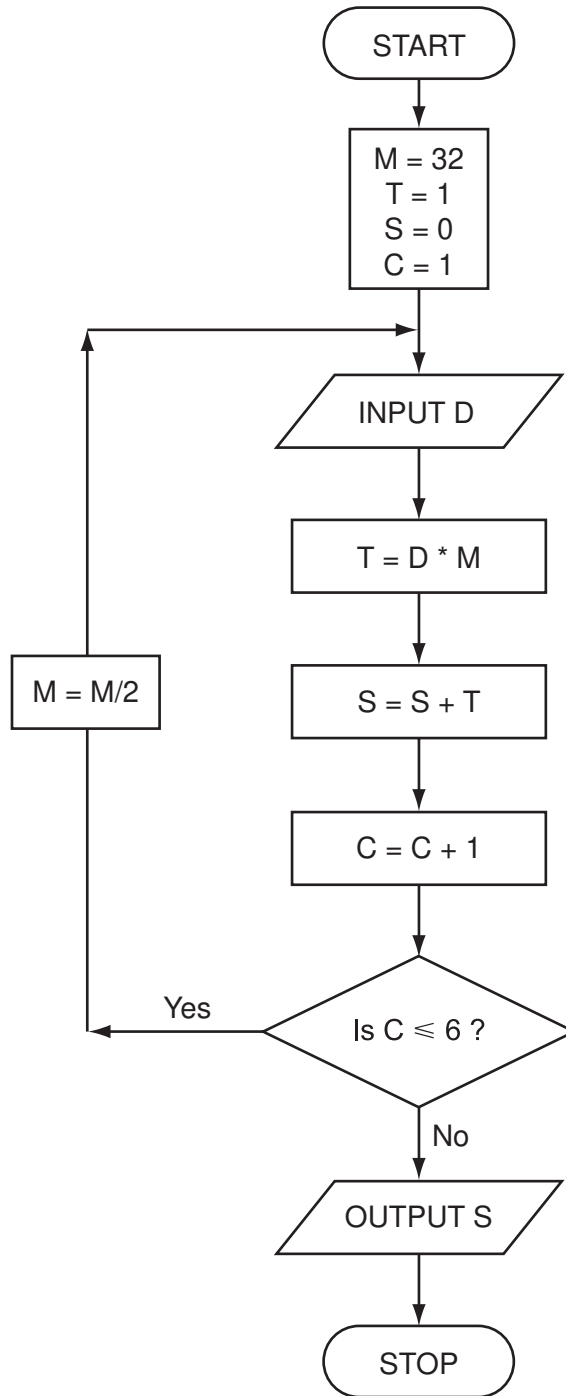 START
M = 32
T = 1
S = 0
C = 1
INPUT D
T = D * M
M = M/2
S = S + T
C = C + 1
Yes
Is C ⩽ 6 ?
No
OUTPUT S
STOP